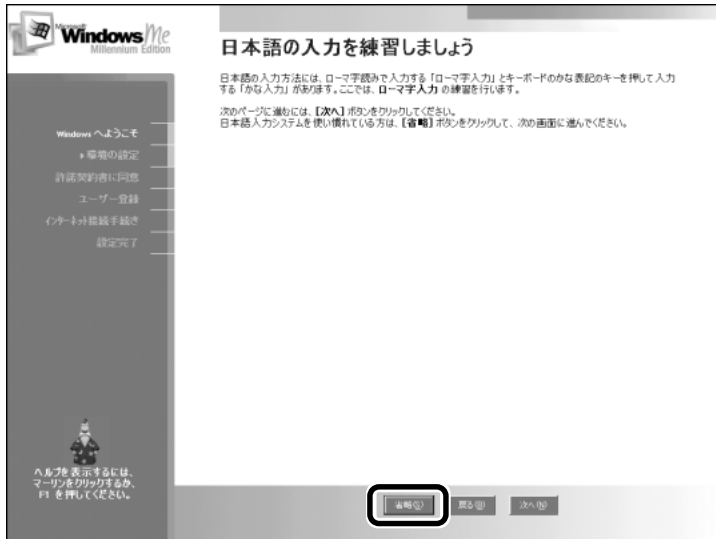 Microsoft
Windows Me
Millennium Edition
日本語の入力を練習しましょう
日本語の入力方法には、ローマ字読みで入力する「ローマ字入力」とキーボードのかな表記のキーを押して入力
する「かな入力」があります。ここでは、ローマ字入力 の練習を行います。
次のページに進むには、【次へ】ボタンをクリックしてください。
日本語入力システムを使い慣れている方は、【省略】ボタンをクリックして、次の画面に進んでください。
Windows へようこそ
環境の設定
許諾契約書に同意
ユーザー登録
インターネット接続手続き
設定完了
ヘルプを表示するには、
マーリンをクリックするか、
F1 を押してください。
省略(S) 戻る(B) 次へ(N)